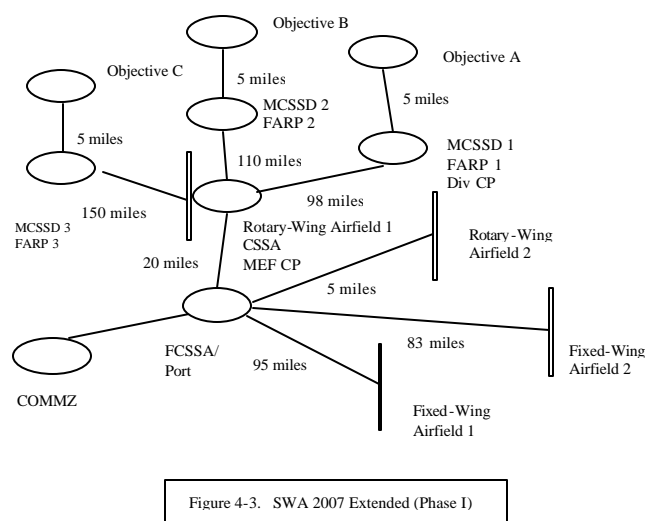 Objective B
Objective A
Objective C
5 miles
5 miles
MCSSD 2
FARP 2
5 miles
MCSSD 1
FARP 1
Div CP
110 miles
98 miles
150 miles
MCSSD 3
FARP 3
Rotary-Wing Airfield 1
CSSA
MEF CP
Rotary-Wing
Airfield 2
20 miles
5 miles
83 miles
FCSSA/
Port
95 miles
Fixed-Wing
Airfield 2
COMMZ
Fixed-Wing
Airfield 1
Figure 4-3. SWA 2007 Extended (Phase I)